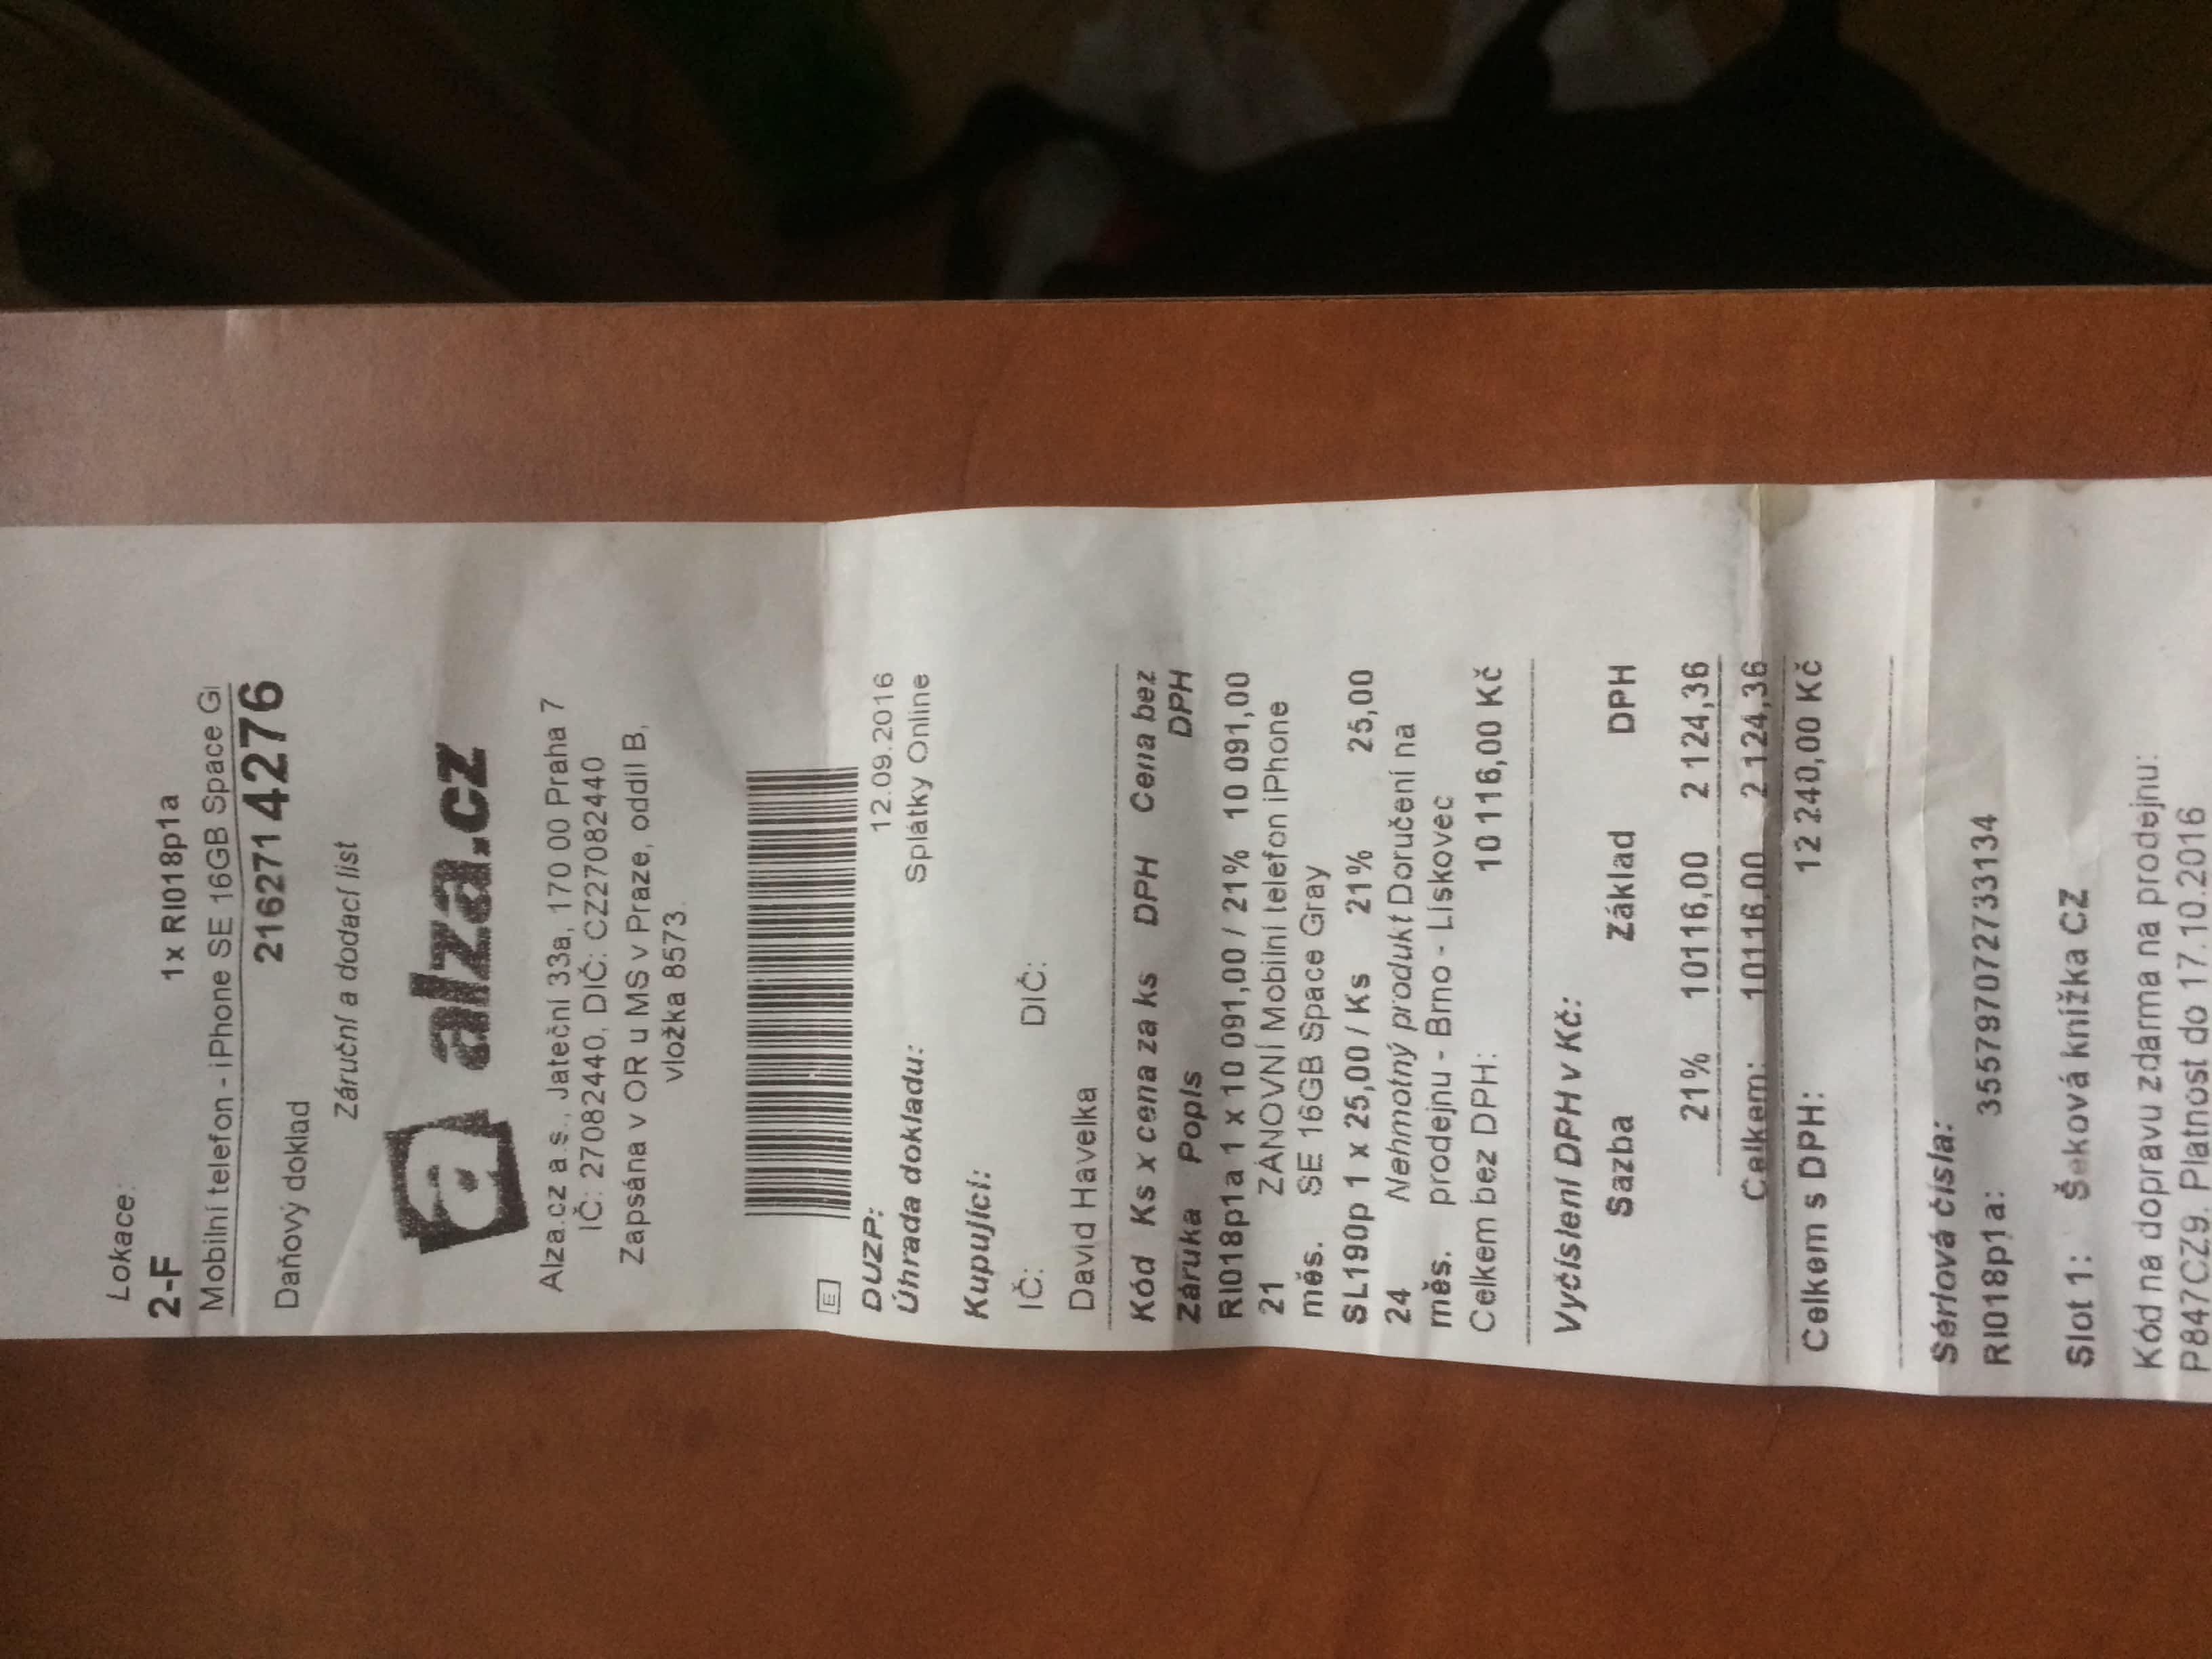 Lokace:
2-F 1x RI018p1a
Mobilní telefon - iPhone SE 16GB Space Gr
Daňový doklad 2162714276
Záruční a dodací list
alza.cz
Alza.cz a.s., Jateční 33a, 170 00 Praha 7
IČ: 27082440, DIČ: CZ27082440
Zapsána v OR u MS v Praze, oddíl B,
vložka 8573.
E
DUZP: 12.09.2016
Úhrada dokladu: Splátky Online
Kupující:
IČ: DIČ:
David Havelka
Kód Ks x cena za ks DPH Cena bez
Záruka Popis DPH
RI018p1a 1 x 10 091,00 / 21% 10 091,00
21 ZÁNOVNÍ Mobilní telefon iPhone
měs. SE 16GB Space Gray
SL190p 1 x 25,00 / Ks 21% 25,00
24 Nehmotný produkt Doručení na
měs. prodejnu - Brno - Lískovec
Celkem bez DPH: 10 116,00 Kč
Vyčíslení DPH v Kč:
Sazba Základ DPH
21% 10116,00 2 124,36
Celkem: 10116,00 2 124,36
Celkem s DPH: 12 240,00 Kč
Sériová čísla:
RI018p1a: 355797072733134
Slot 1: Šeková knížka CZ
Kód na dopravu zdarma na prodejnu:
P847CZ9. Platnost do 17.10.2016